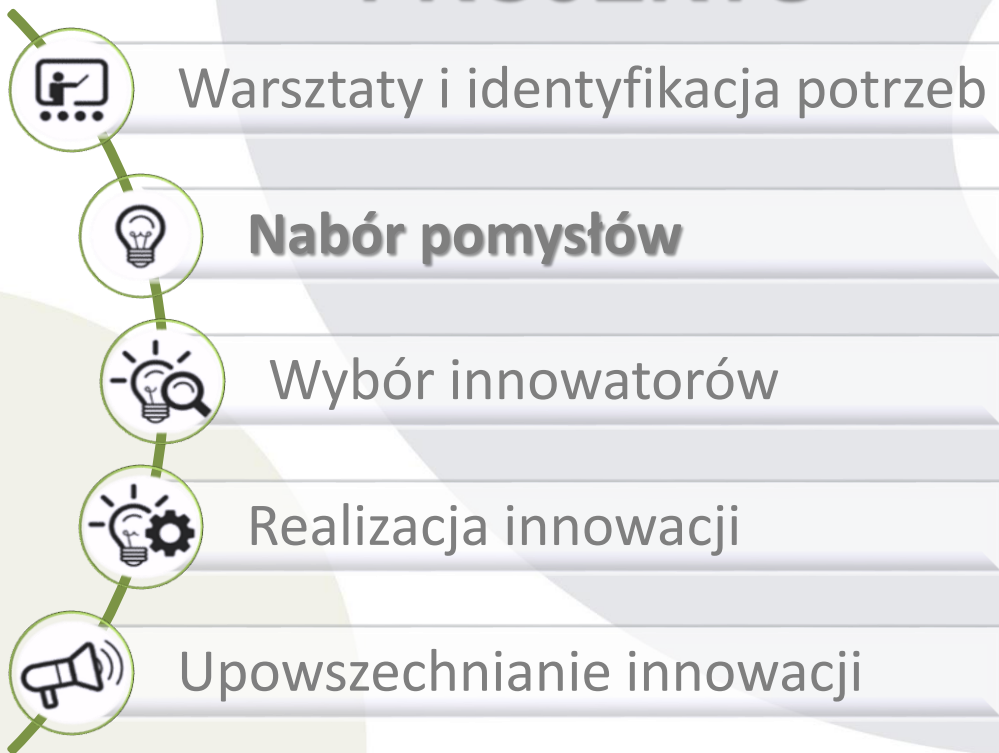 Warsztaty i identyfikacja potrzeb
Nabór pomysłów
Wybór innowatorów
Realizacja innowacji
Upowszechnianie innowacji